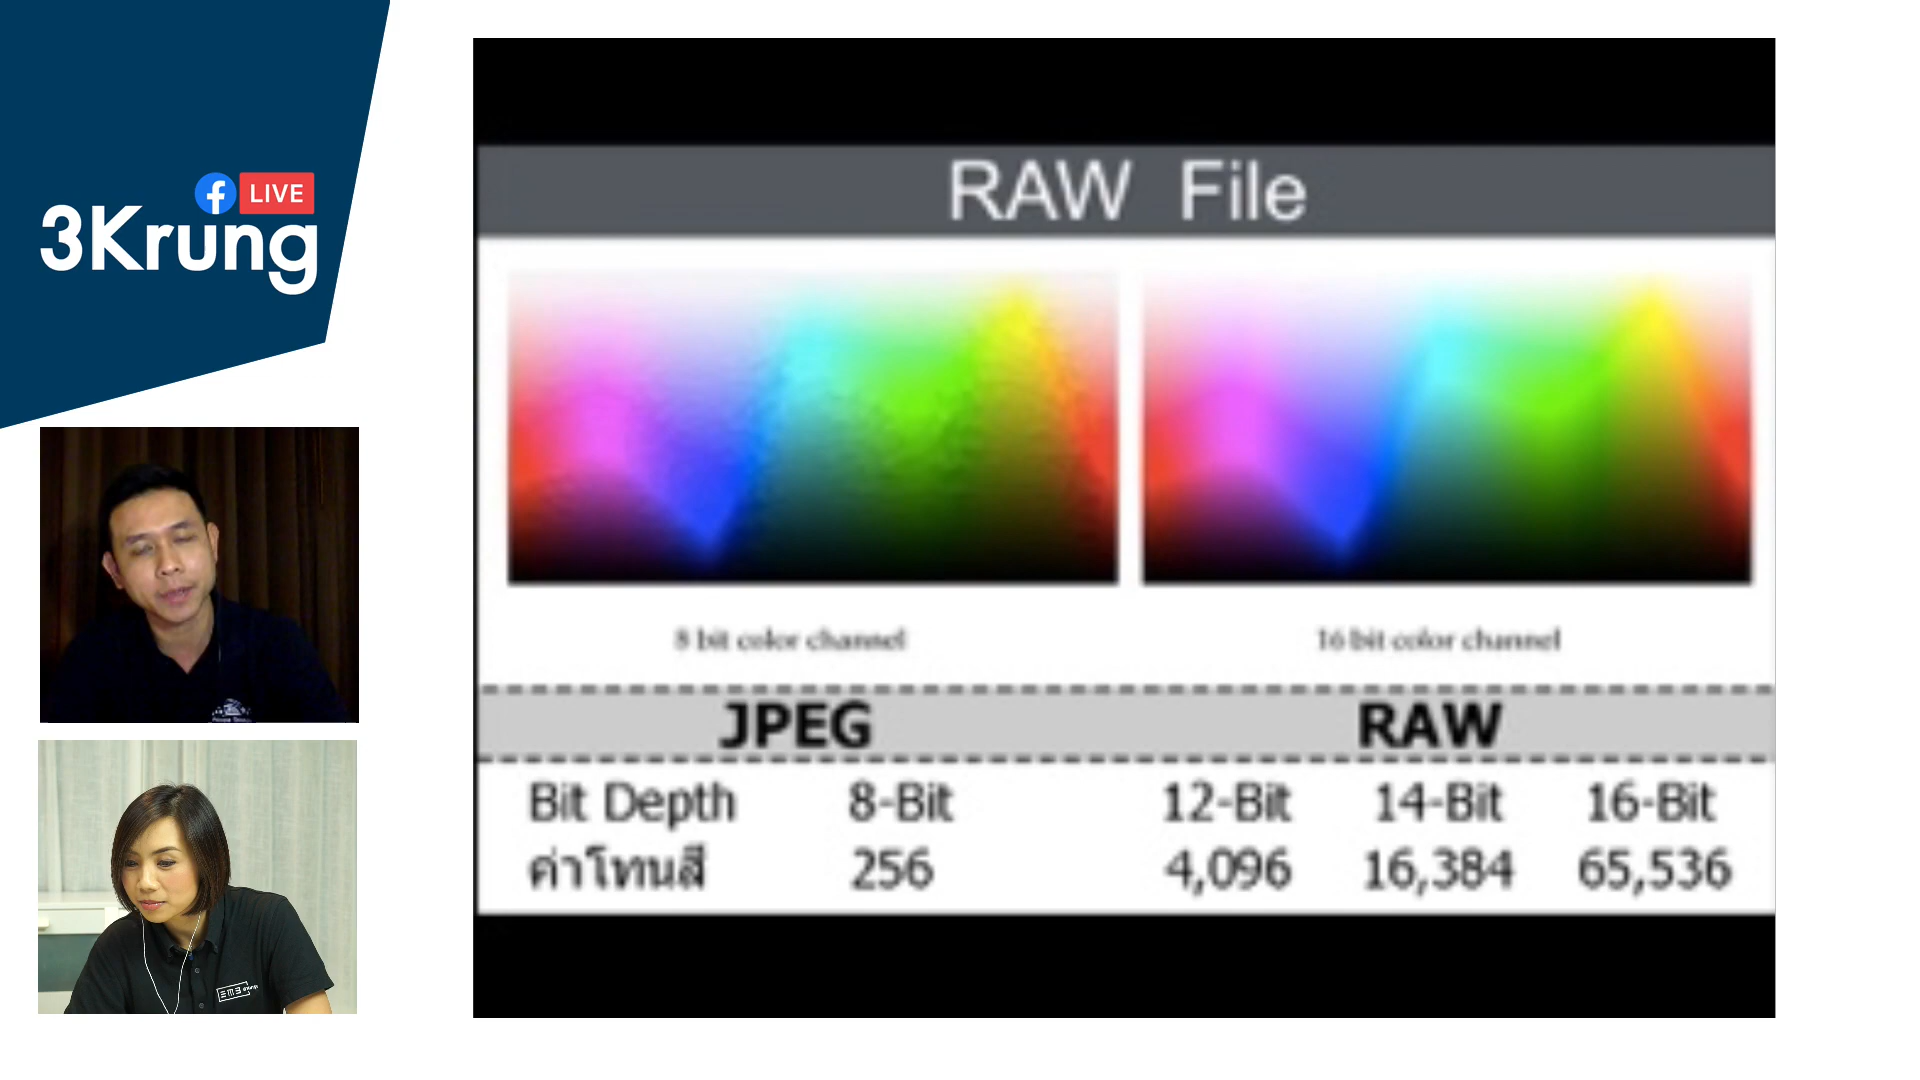 LIVE
3Krung
RAW File
8 bit color channel
16 bit color channel
JPEG RAW
Bit Depth 8-Bit 12-Bit 14-Bit 16-Bit
ค่าโทนสี 256 4,096 16,384 65,536